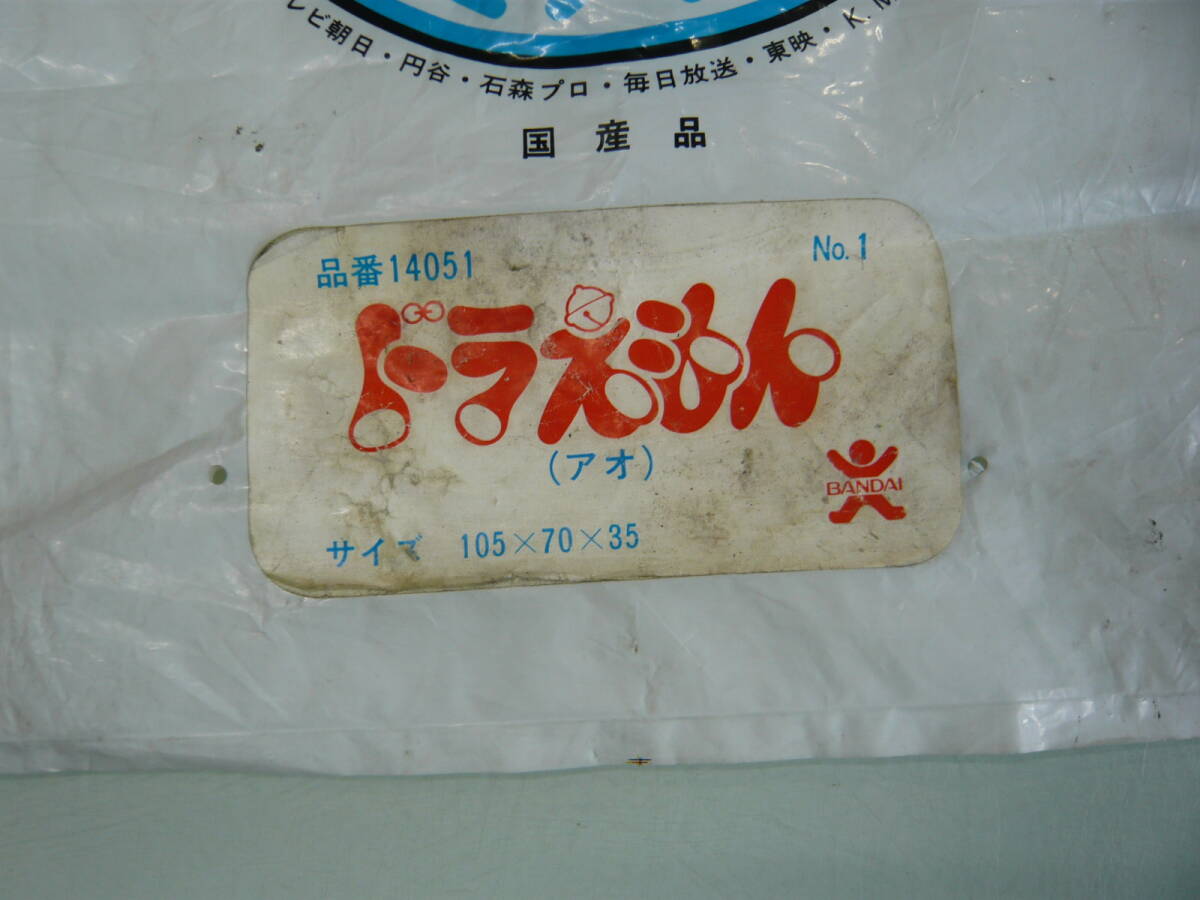 レビ朝日・円谷・石森プロ・毎日放送・東映・K.M
国産品
品番14051
No.1
ドラえもん
(アオ)
BANDAI
サイズ 105×70×35